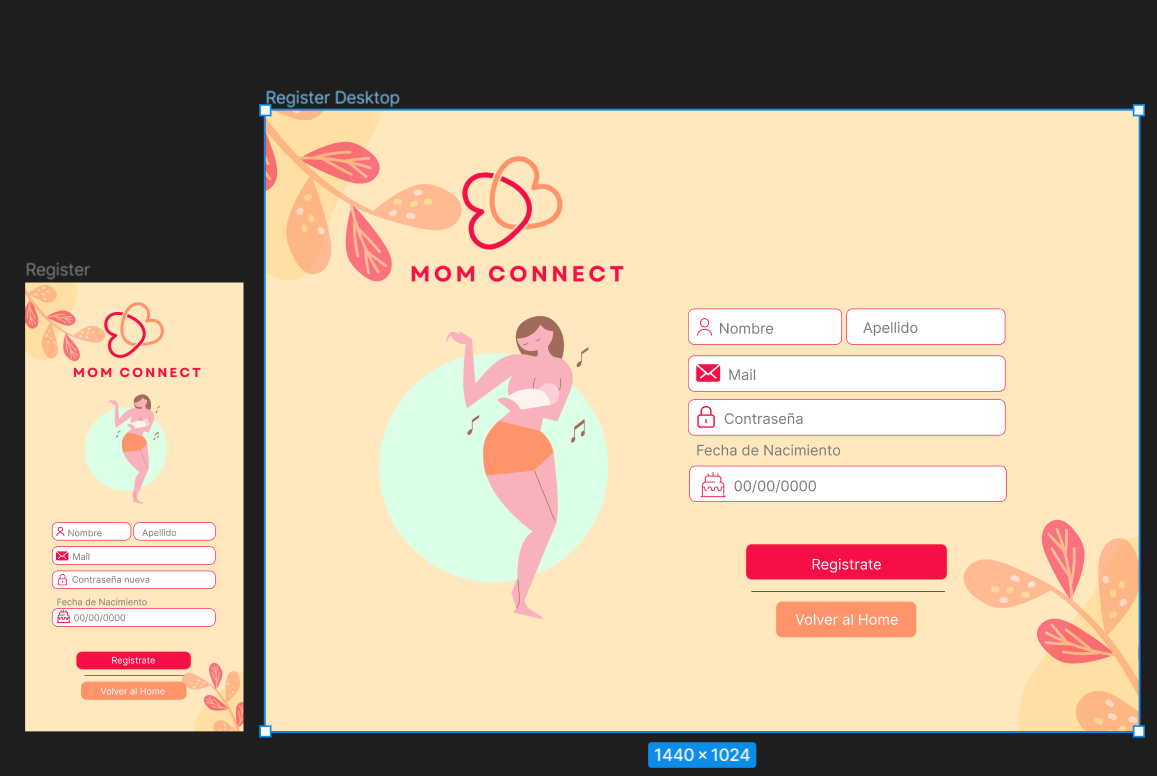 Register Desktop
MOM CONNECT
Nombre
Apellido
Mail
Contraseña
Fecha de Nacimiento
00/00/0000
Registrate
Volver al Home
1440 × 1024
Register
MOM CONNECT
Nombre
Apellido
Mail
Contraseña nueva
Fecha de Nacimiento
00/00/0000
Registrate
Volver al Home